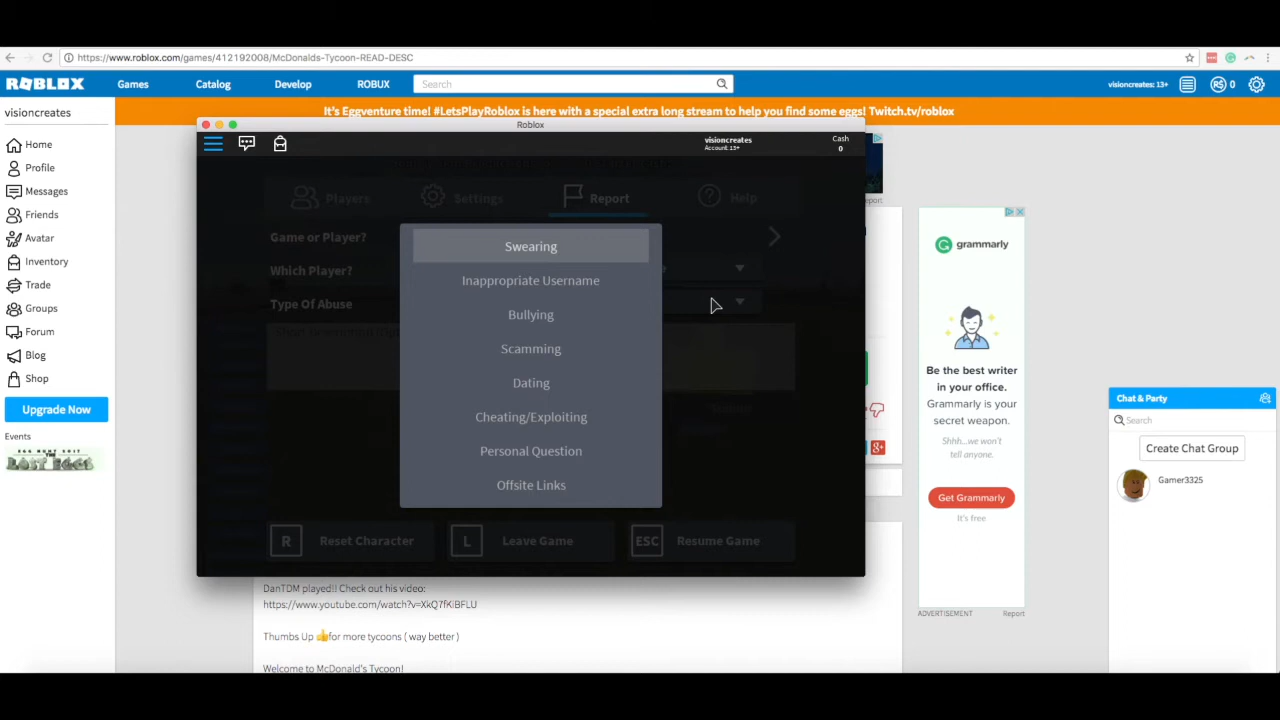 https://www.roblox.com/games/412192008/McDonalds-Tycoon-READ-DESC
ROBLOX
Games
Catalog
Develop
ROBUX
Search
visioncreates: 13+
R$ 0
visioncreates
It's Eggventure time! #LetsPlayRoblox is here with a special extra long stream to help you find some eggs! Twitch.tv/roblox
Home
Profile
Messages
Friends
Avatar
Inventory
Trade
Groups
Forum
Blog
Shop
Upgrade Now
Events
EGG HUNT 2017
THE LOST EGGS
Roblox
visioncreates
Account: 13+
Cash
0
Players
Settings
Report
Help
Game or Player?
Which Player?
Type Of Abuse
Swearing
Inappropriate Username
Bullying
Scamming
Dating
Cheating/Exploiting
Personal Question
Offsite Links
R
Reset Character
L
Leave Game
ESC
Resume Game
DanTDM played!! Check out his video:
https://www.youtube.com/watch?v=XkQ7fKiBFLU
Thumbs Up 👍for more tycoons ( way better )
Welcome to McDonald's Tycoon!
Report
grammarly
Be the best writer
in your office.
Grammarly is your
secret weapon.
Shhh...we won't
tell anyone.
Get Grammarly
It's free.
ADVERTISEMENT
Report
Chat & Party
Search
Create Chat Group
Gamer3325